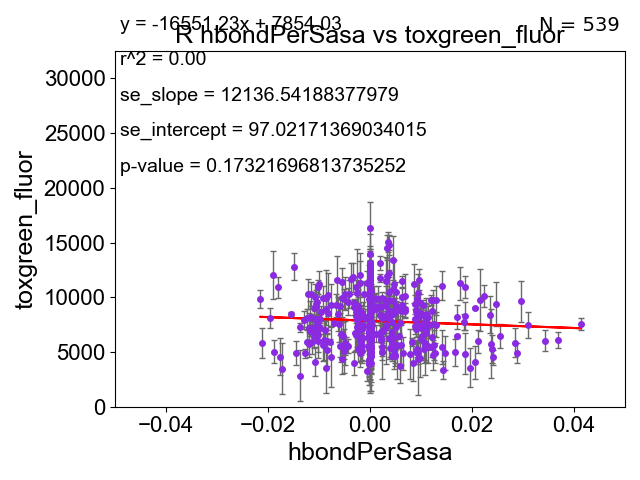 y = -16551.23x + 7854.03
N = 539
R hbondPerSasa vs toxgreen_fluor
r^2 = 0.00
se_slope = 12136.54188377979
se_intercept = 97.02171369034015
p-value = 0.17321696813735252
30000
25000
20000
15000
10000
5000
0
toxgreen_fluor
−0.04
−0.02
0.00
0.02
0.04
hbondPerSasa